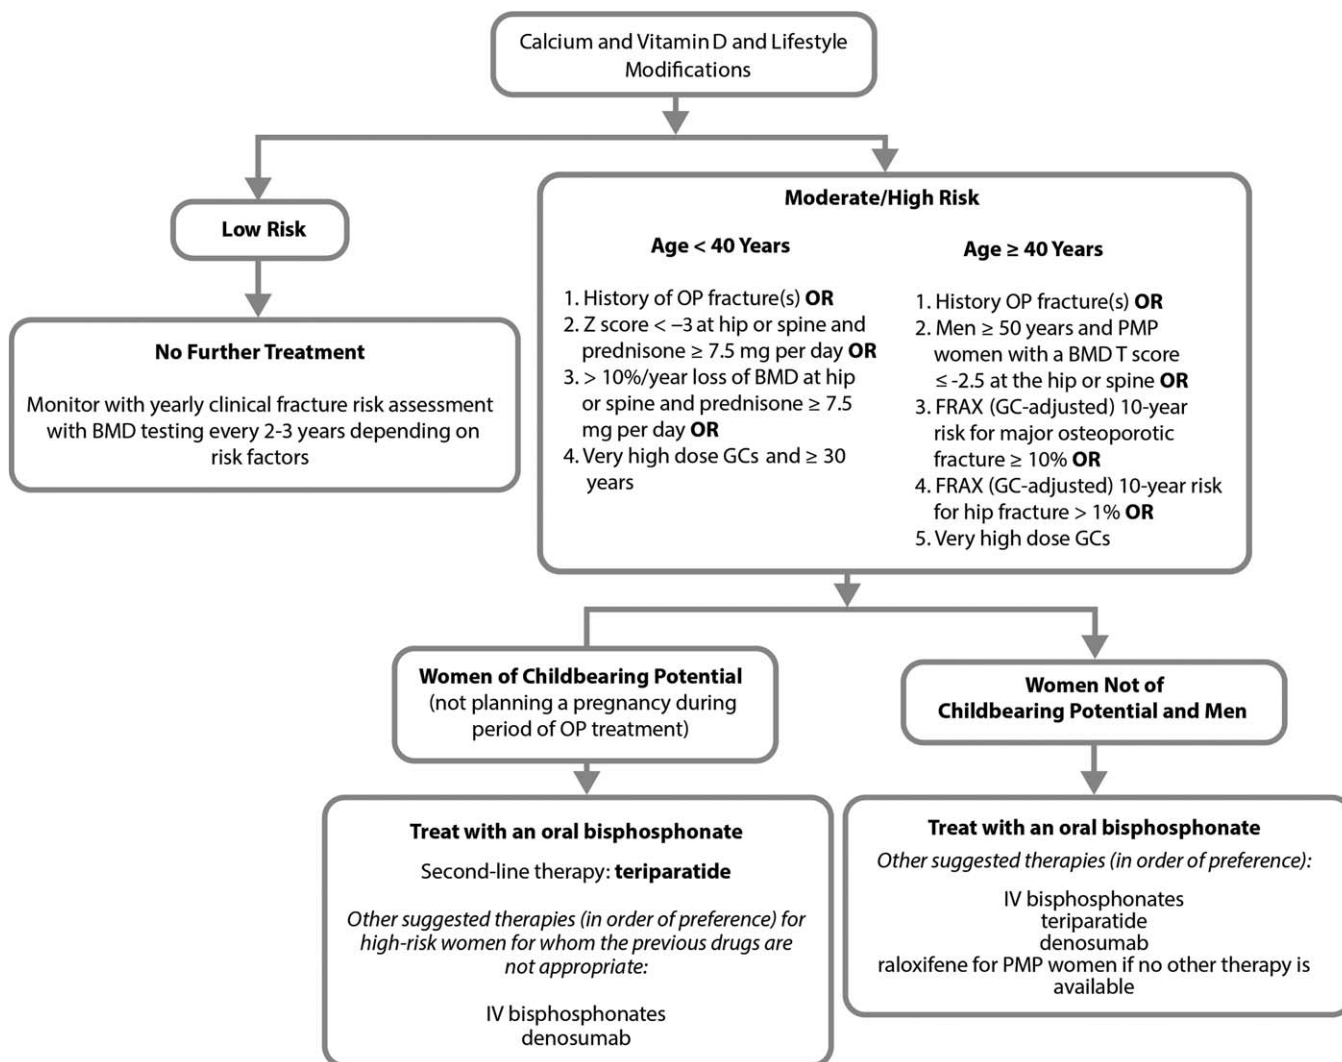 Calcium and Vitamin D and Lifestyle
Modifications
Low Risk
No Further Treatment
Monitor with yearly clinical fracture risk assessment
with BMD testing every 2-3 years depending on
risk factors
Moderate/High Risk
Age < 40 Years
1. History of OP fracture(s) OR
2. Z score < −3 at hip or spine and
prednisone ≥ 7.5 mg per day OR
3. > 10%/year loss of BMD at hip
or spine and prednisone ≥ 7.5
mg per day OR
4. Very high dose GCs and ≥ 30
years
Age ≥ 40 Years
1. History OP fracture(s) OR
2. Men ≥ 50 years and PMP
women with a BMD T score
≤ -2.5 at the hip or spine OR
3. FRAX (GC-adjusted) 10-year
risk for major osteoporotic
fracture ≥ 10% OR
4. FRAX (GC-adjusted) 10-year risk
for hip fracture > 1% OR
5. Very high dose GCs
Women of Childbearing Potential
(not planning a pregnancy during
period of OP treatment)
Treat with an oral bisphosphonate
Second-line therapy: teriparatide
Other suggested therapies (in order of preference) for
high-risk women for whom the previous drugs are
not appropriate:
IV bisphosphonates
denosumab
Women Not of
Childbearing Potential and Men
Treat with an oral bisphosphonate
Other suggested therapies (in order of preference):
IV bisphosphonates
teriparatide
denosumab
raloxifene for PMP women if no other therapy is
available